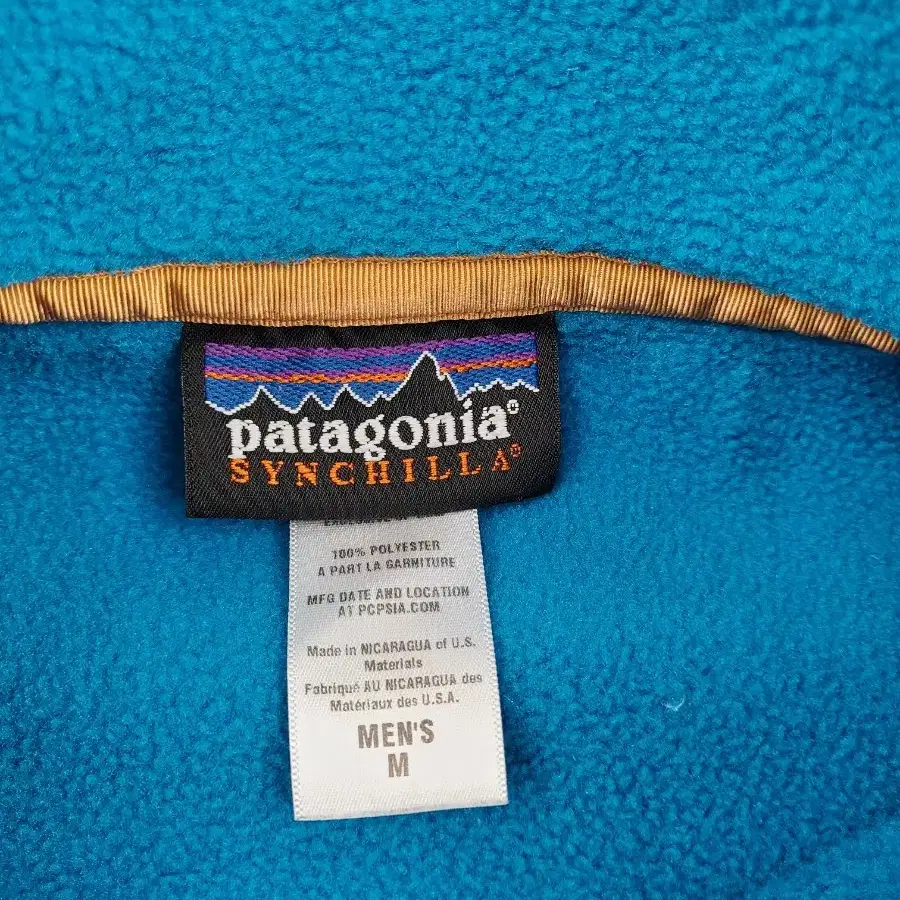 patagonia®
SYNCHILLA®
100% POLYESTER
A PART LA GARNITURE
MFG DATE AND LOCATION
AT PCPSIA.COM
Made in NICARAGUA of U.S.
Materials
Fabriqué AU NICARAGUA des
Matériaux des U.S.A.
MEN'S
M